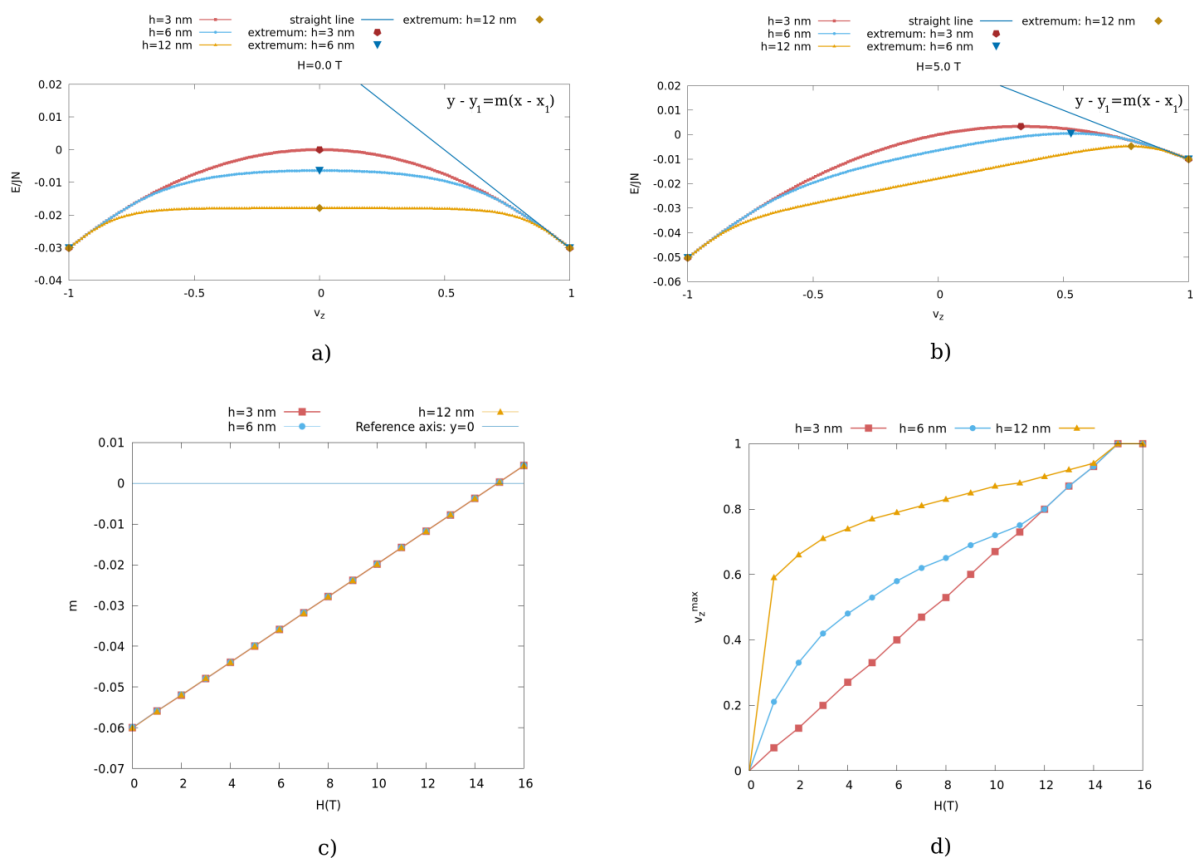 h=3 nm straight line extremum: h=12 nm
h=6 nm extremum: h=3 nm
h=12 nm extremum: h=6 nm
H=0.0 T
y - y1=m(x - x1)
0.02
0.01
0
-0.01
-0.02
-0.03
-0.04
E/JN
-1 -0.5 0 0.5 1
vz
a)
h=3 nm straight line extremum: h=12 nm
h=6 nm extremum: h=3 nm
h=12 nm extremum: h=6 nm
H=5.0 T
y - y1=m(x - x1)
0.02
0.01
0
-0.01
-0.02
-0.03
-0.04
-0.05
-0.06
E/JN
-1 -0.5 0 0.5 1
vz
b)
h=3 nm h=12 nm
h=6 nm Reference axis: y=0
0.01
0
-0.01
-0.02
-0.03
-0.04
-0.05
-0.06
-0.07
m
0 2 4 6 8 10 12 14 16
H(T)
c)
h=3 nm h=6 nm h=12 nm
1
0.8
0.6
0.4
0.2
0
vz max
0 2 4 6 8 10 12 14 16
H(T)
d)